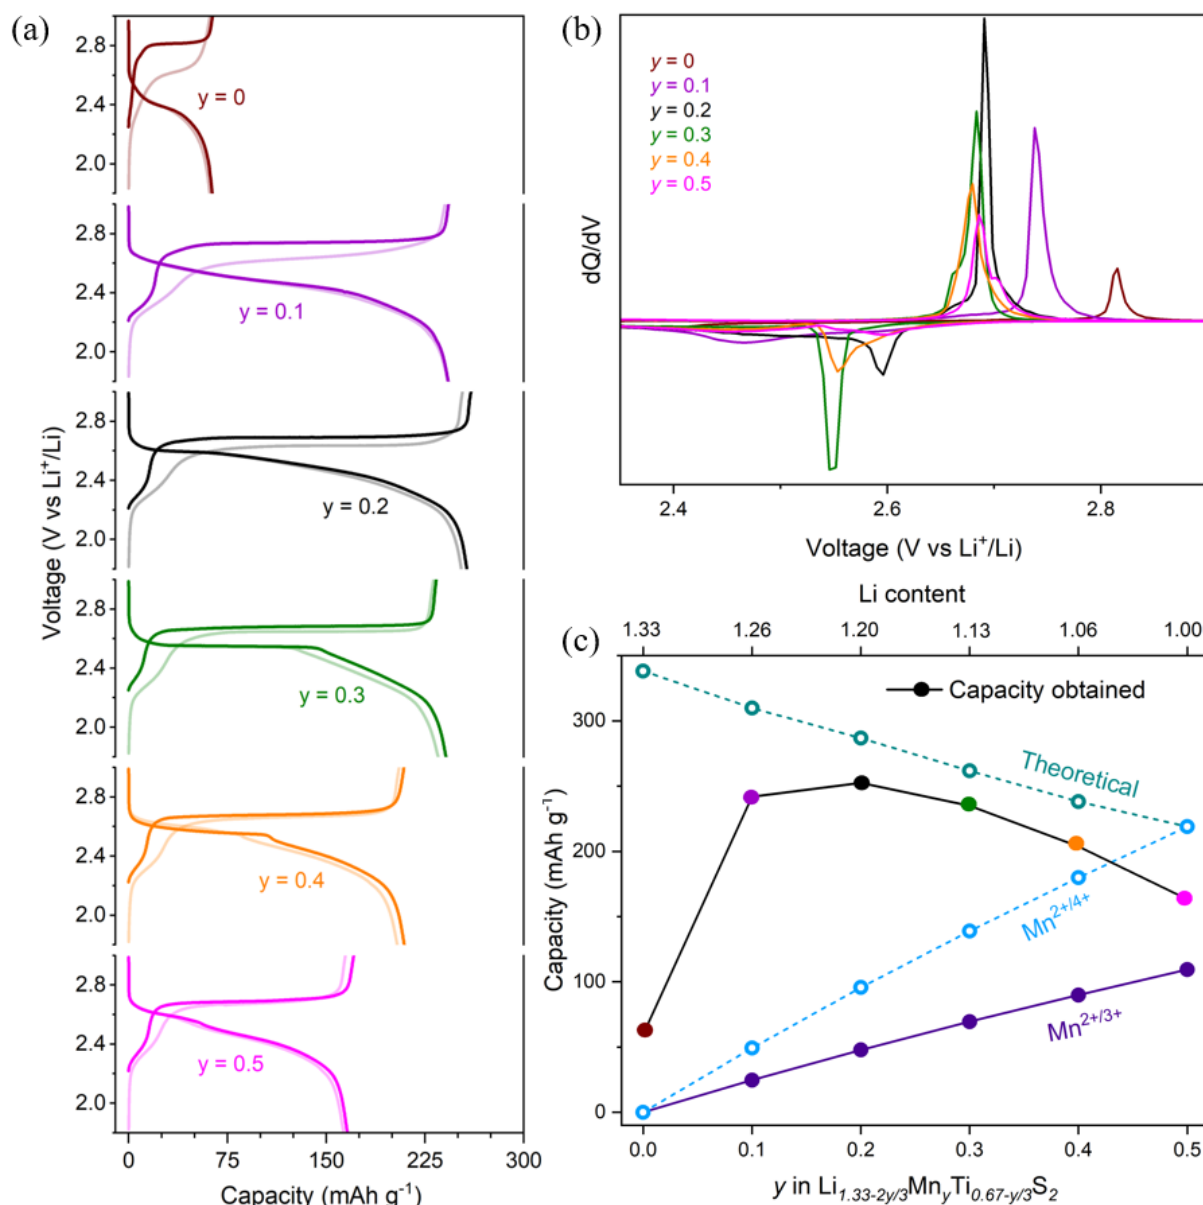 (a)
Voltage (V vs Li⁺/Li)
2.8
2.4
2.0
y = 0
2.8
2.4
2.0
y = 0.1
2.8
2.4
2.0
y = 0.2
2.8
2.4
2.0
y = 0.3
2.8
2.4
2.0
y = 0.4
2.8
2.4
2.0
y = 0.5
0 75 150 225 300
Capacity (mAh g⁻¹)
(b)
y = 0
y = 0.1
y = 0.2
y = 0.3
y = 0.4
y = 0.5
dQ/dV
2.4 2.6 2.8
Voltage (V vs Li⁺/Li)
(c)
Li content
1.33 1.26 1.20 1.13 1.06 1.00
Capacity obtained
Theoretical
Mn²⁺/⁴⁺
Mn²⁺/³⁺
Capacity (mAh g⁻¹)
300
200
100
0
0.0 0.1 0.2 0.3 0.4 0.5
y in Li₁.₃₃₋₂y/₃MnyTi₀.₆₇₋y/₃S₂